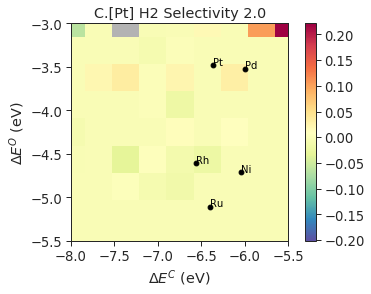 C.[Pt] H2 Selectivity 2.0
ΔE^O (eV)
−3.0
−3.5
−4.0
−4.5
−5.0
−5.5
Pt
Pd
Rh
Ni
Ru
−8.0 −7.5 −7.0 −6.5 −6.0 −5.5
ΔE^C (eV)
0.20
0.15
0.10
0.05
0.00
−0.05
−0.10
−0.15
−0.20